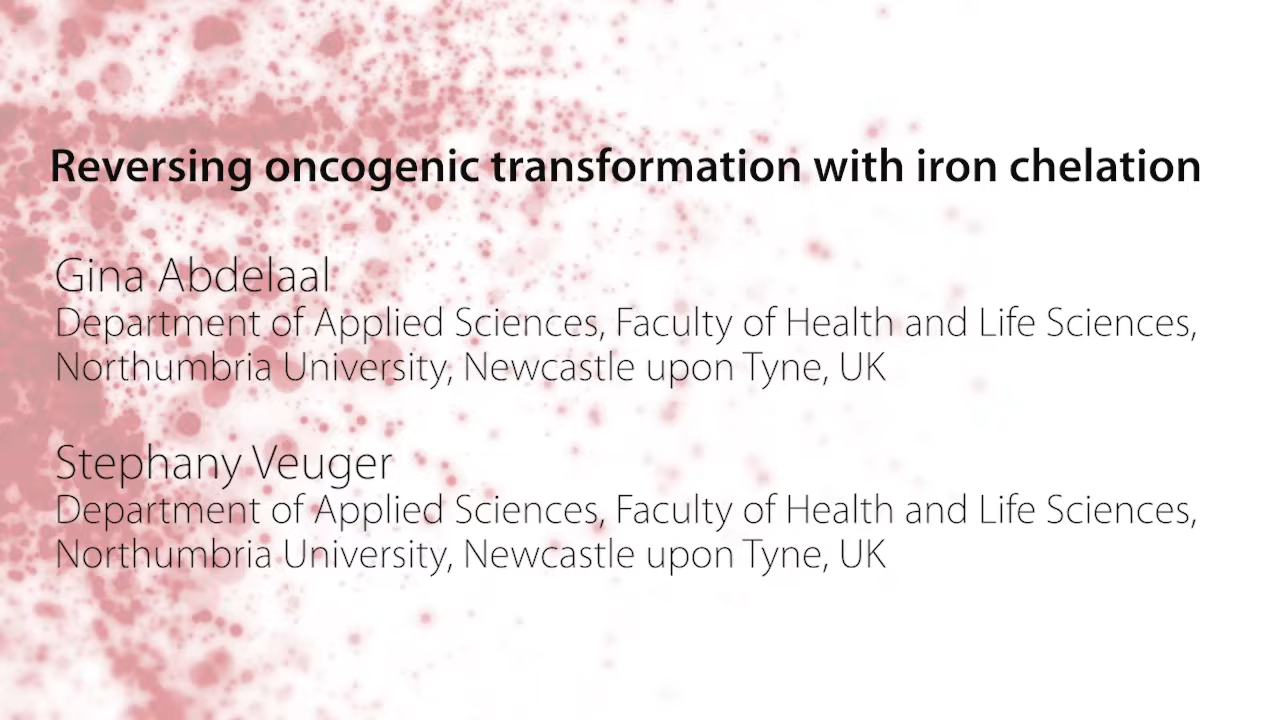 Reversing oncogenic transformation with iron chelation
Gina Abdelaal
Department of Applied Sciences, Faculty of Health and Life Sciences,
Northumbria University, Newcastle upon Tyne, UK
Stephany Veuger
Department of Applied Sciences, Faculty of Health and Life Sciences,
Northumbria University, Newcastle upon Tyne, UK